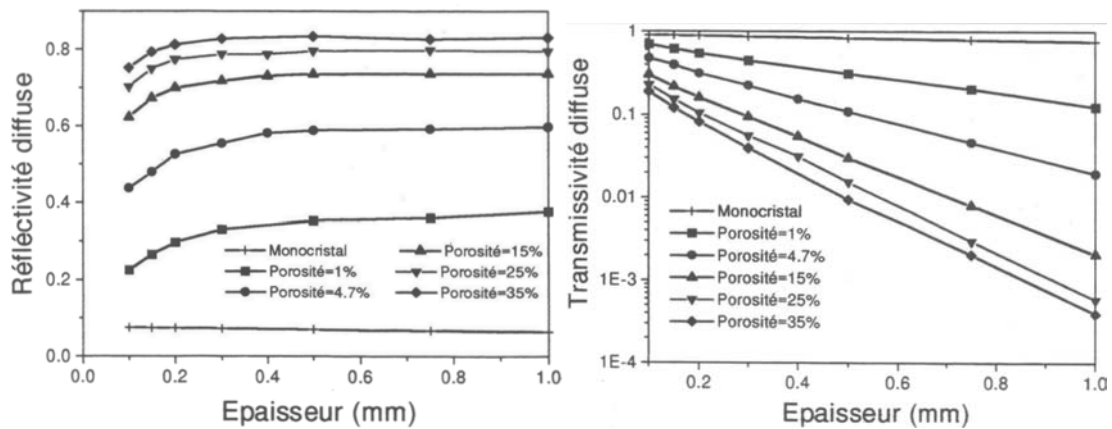 Réfléctivité diffuse
0.8
0.6
0.4
0.2
0.0
Monocristal
Porosité=1%
Porosité=4.7%
Porosité=15%
Porosité=25%
Porosité=35%
0.0 0.2 0.4 0.6 0.8 1.0
Epaisseur (mm)
Transmissivité diffuse
1
0.1
0.01
1E-3
1E-4
Monocristal
Porosité=1%
Porosité=4.7%
Porosité=15%
Porosité=25%
Porosité=35%
0.2 0.4 0.6 0.8 1.0
Epaisseur (mm)